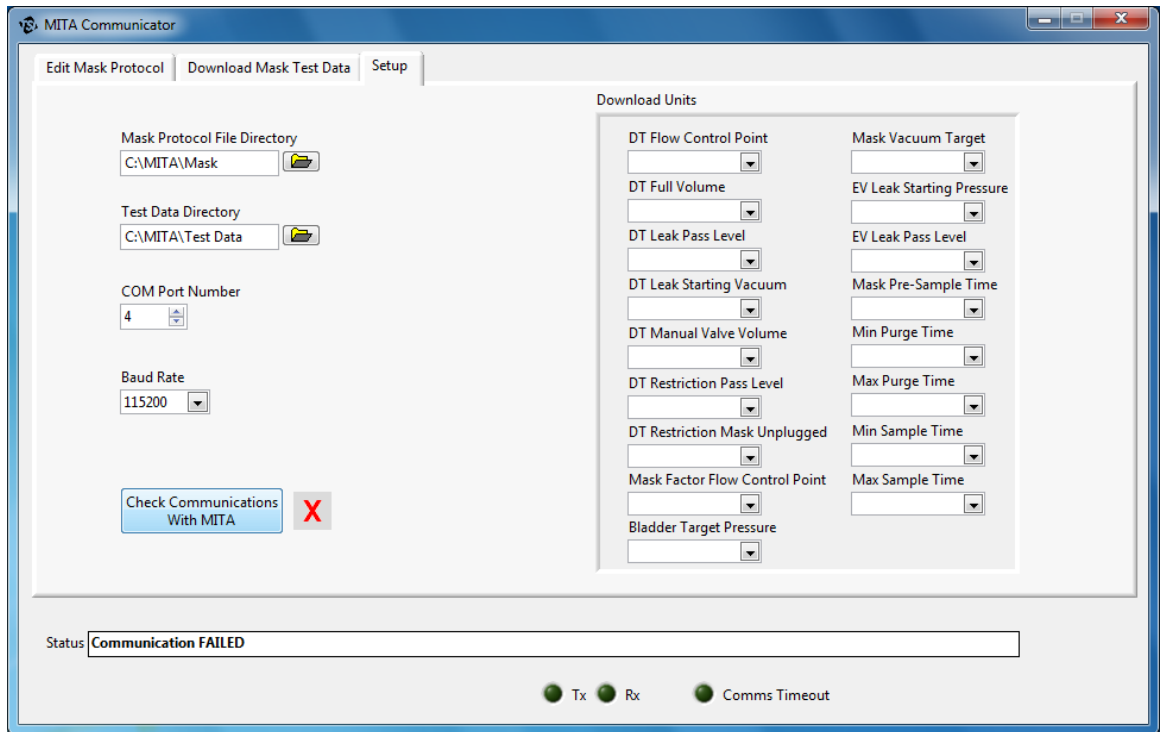 MITA Communicator
Edit Mask Protocol
Download Mask Test Data
Setup
Mask Protocol File Directory
C:\MITA\Mask
Test Data Directory
C:\MITA\Test Data
COM Port Number
4
Baud Rate
115200
Check Communications
With MITA
X
Download Units
DT Flow Control Point
DT Full Volume
DT Leak Pass Level
DT Leak Starting Vacuum
DT Manual Valve Volume
DT Restriction Pass Level
DT Restriction Mask Unplugged
Mask Factor Flow Control Point
Bladder Target Pressure
Mask Vacuum Target
EV Leak Starting Pressure
EV Leak Pass Level
Mask Pre-Sample Time
Min Purge Time
Max Purge Time
Min Sample Time
Max Sample Time
Status Communication FAILED
Tx Rx Comms Timeout